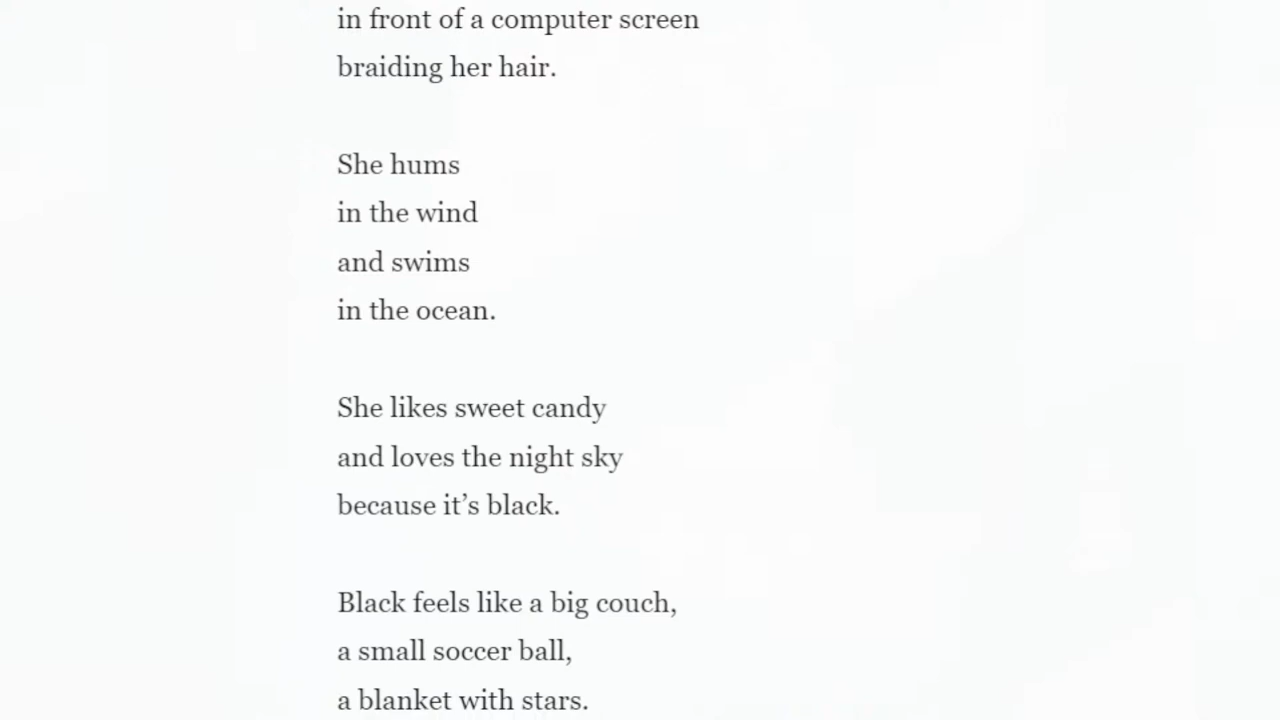 in front of a computer screen
braiding her hair.
She hums
in the wind
and swims
in the ocean.
She likes sweet candy
and loves the night sky
because it’s black.
Black feels like a big couch,
a small soccer ball,
a blanket with stars.